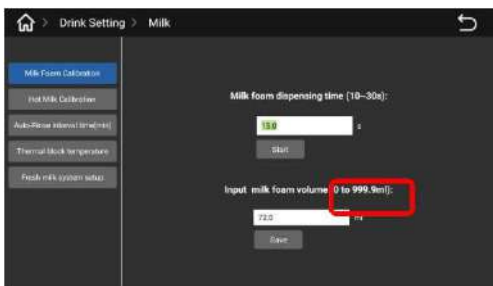 > Drink Setting > Milk
Milk Foam Calibration
Hot Milk Calibration
Auto-Rinse interval time(min)
Thermal block temperature
Fresh milk system setup
Milk foam dispensing time (10~30s):
15.0 s
Start
Input milk foam volume(0 to 999.9ml):
72.0 ml
Save